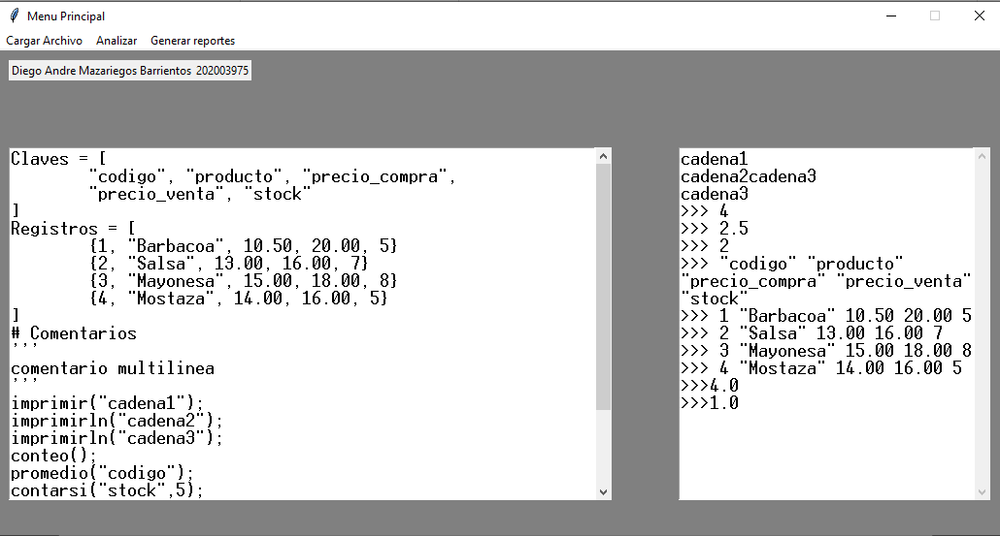 Menu Principal
Cargar Archivo Analizar Generar reportes
Diego Andre Mazariegos Barrientos 202003975
Claves = [
"codigo", "producto", "precio_compra",
"precio_venta", "stock"
]
Registros = [
{1, "Barbacoa", 10.50, 20.00, 5}
{2, "Salsa", 13.00, 16.00, 7}
{3, "Mayonesa", 15.00, 18.00, 8}
{4, "Mostaza", 14.00, 16.00, 5}
]
# Comentarios
'''
comentario multilinea
'''
imprimir("cadena1");
imprimirln("cadena2");
imprimirln("cadena3");
conteo();
promedio("codigo");
contarsi("stock",5);
cadena1
cadena2cadena3
cadena3
>>> 4
>>> 2.5
>>> 2
>>> "codigo" "producto"
"precio_compra" "precio_venta"
"stock"
>>> 1 "Barbacoa" 10.50 20.00 5
>>> 2 "Salsa" 13.00 16.00 7
>>> 3 "Mayonesa" 15.00 18.00 8
>>> 4 "Mostaza" 14.00 16.00 5
>>>4.0
>>>1.0